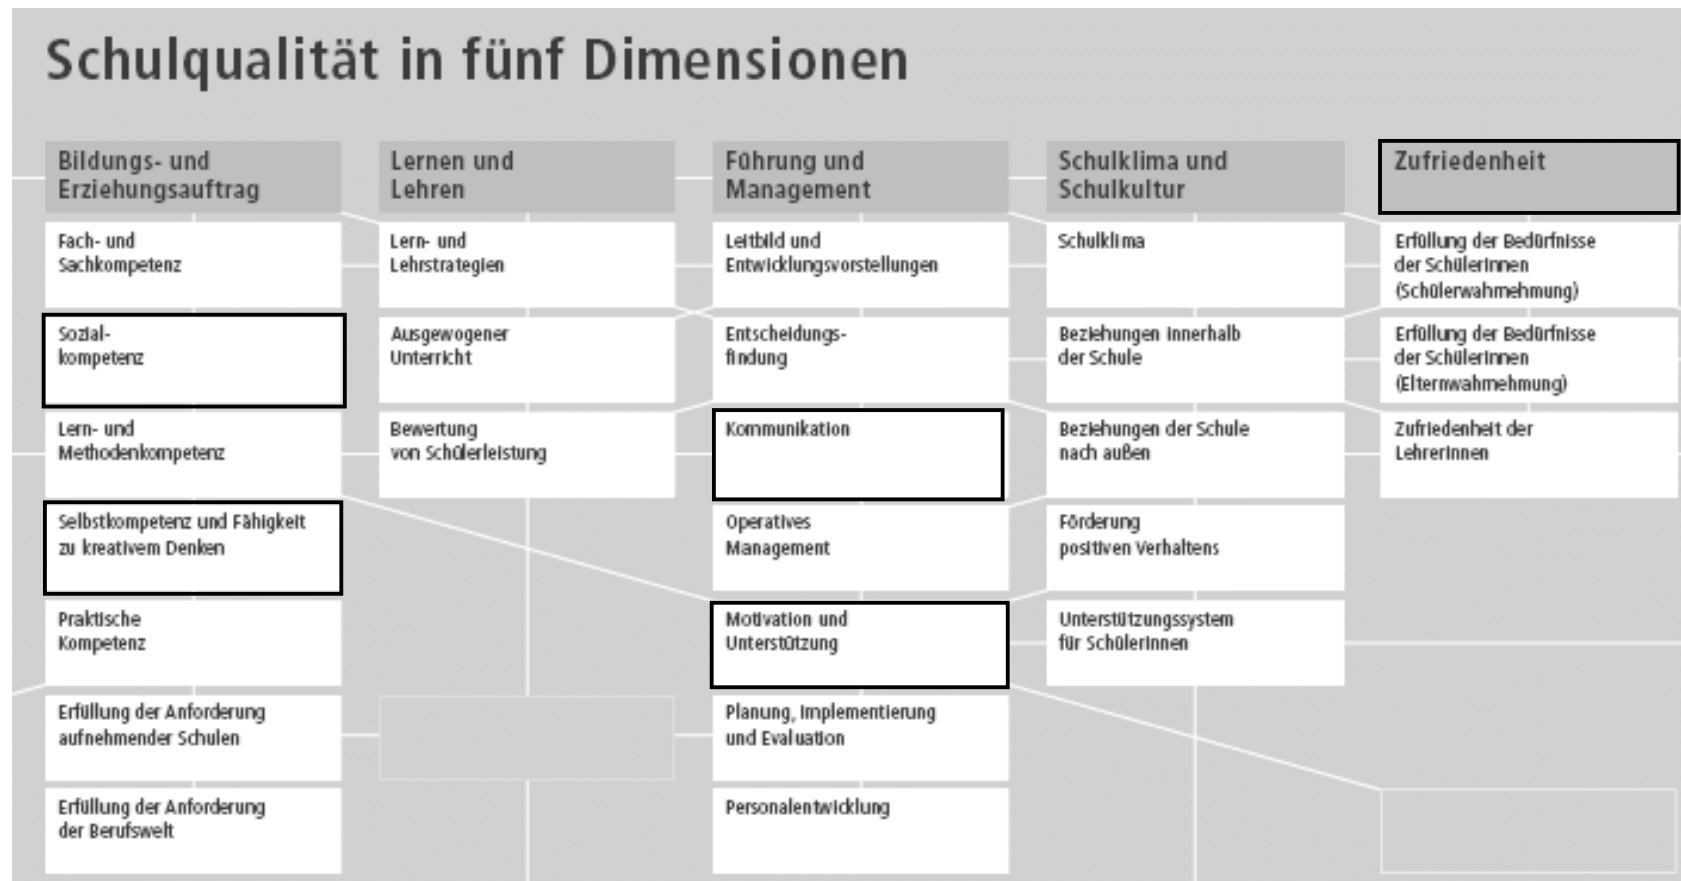 Schulqualität in fünf Dimensionen
Bildungs- und
Erziehungsauftrag
Fach- und
Sachkompetenz
Sozial-
kompetenz
Lern- und
Methodenkompetenz
Selbstkompetenz und Fähigkeit
zu kreativem Denken
Praktische
Kompetenz
Erfüllung der Anforderung
aufnehmender Schulen
Erfüllung der Anforderung
der Berufswelt
Lernen und
Lehren
Lern- und
Lehrstrategien
Ausgewogener
Unterricht
Bewertung
von Schülerleistung
Führung und
Management
Leitbild und
Entwicklungsvorstellungen
Entscheidungs-
findung
Kommunikation
Operatives
Management
Motivation und
Unterstützung
Planung, Implementierung
und Evaluation
Personalentwicklung
Schulklima und
Schulkultur
Schulklima
Beziehungen innerhalb
der Schule
Beziehungen der Schule
nach außen
Förderung
positiven Verhaltens
Unterstützungssystem
für SchülerInnen
Zufriedenheit
Erfüllung der Bedürfnisse
der SchülerInnen
(Schülerwahrnehmung)
Erfüllung der Bedürfnisse
der SchülerInnen
(Elternwahrnehmung)
Zufriedenheit der
LehrerInnen